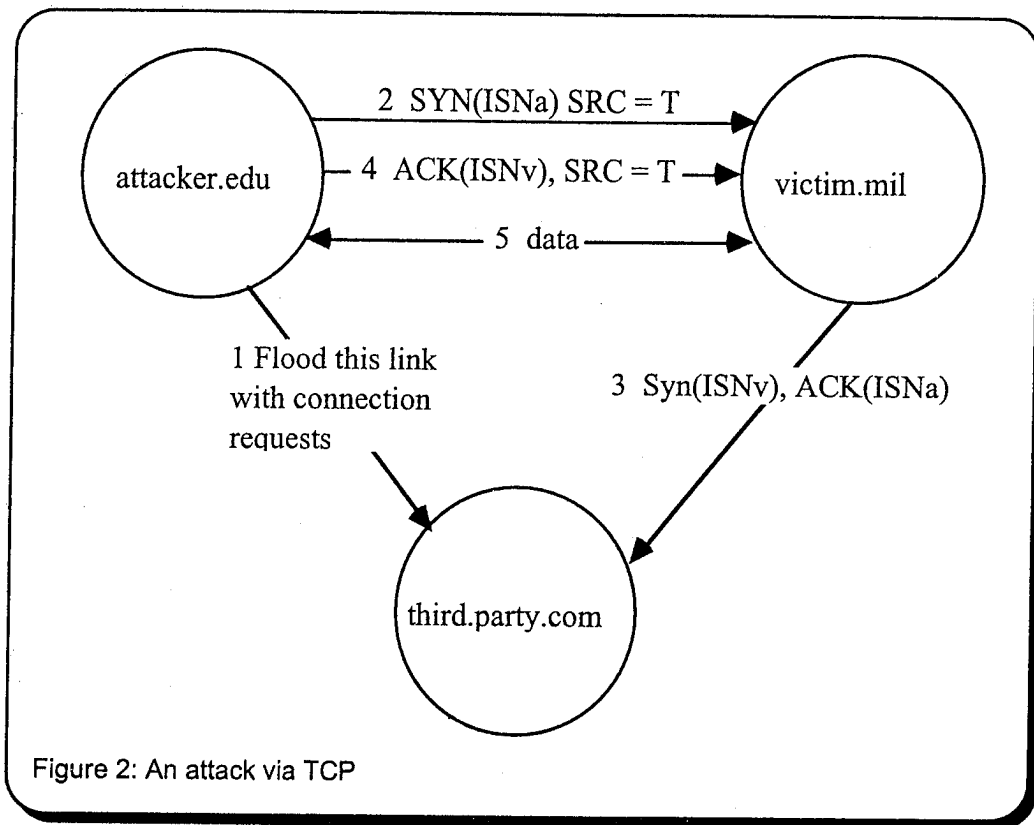 2 SYN(ISNa) SRC = T
attacker.edu
4 ACK(ISNv), SRC = T
victim.mil
5 data
1 Flood this link
with connection
requests
3 Syn(ISNv), ACK(ISNa)
third.party.com
Figure 2: An attack via TCP